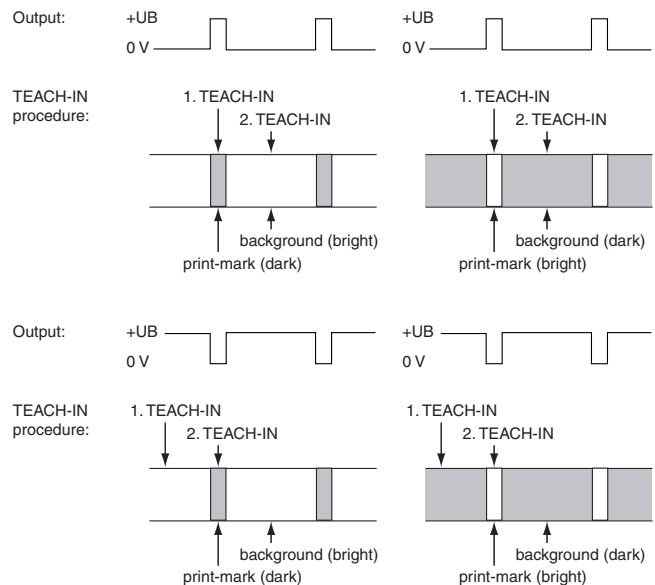 Output: +UB +UB
0 V 0 V
TEACH-IN 1. TEACH-IN 1. TEACH-IN
procedure: 2. TEACH-IN 2. TEACH-IN
background (bright) background (dark)
print-mark (dark) print-mark (bright)
Output: +UB +UB
0 V 0 V
TEACH-IN 1. TEACH-IN 1. TEACH-IN
procedure: 2. TEACH-IN 2. TEACH-IN
background (bright) background (dark)
print-mark (dark) print-mark (bright)